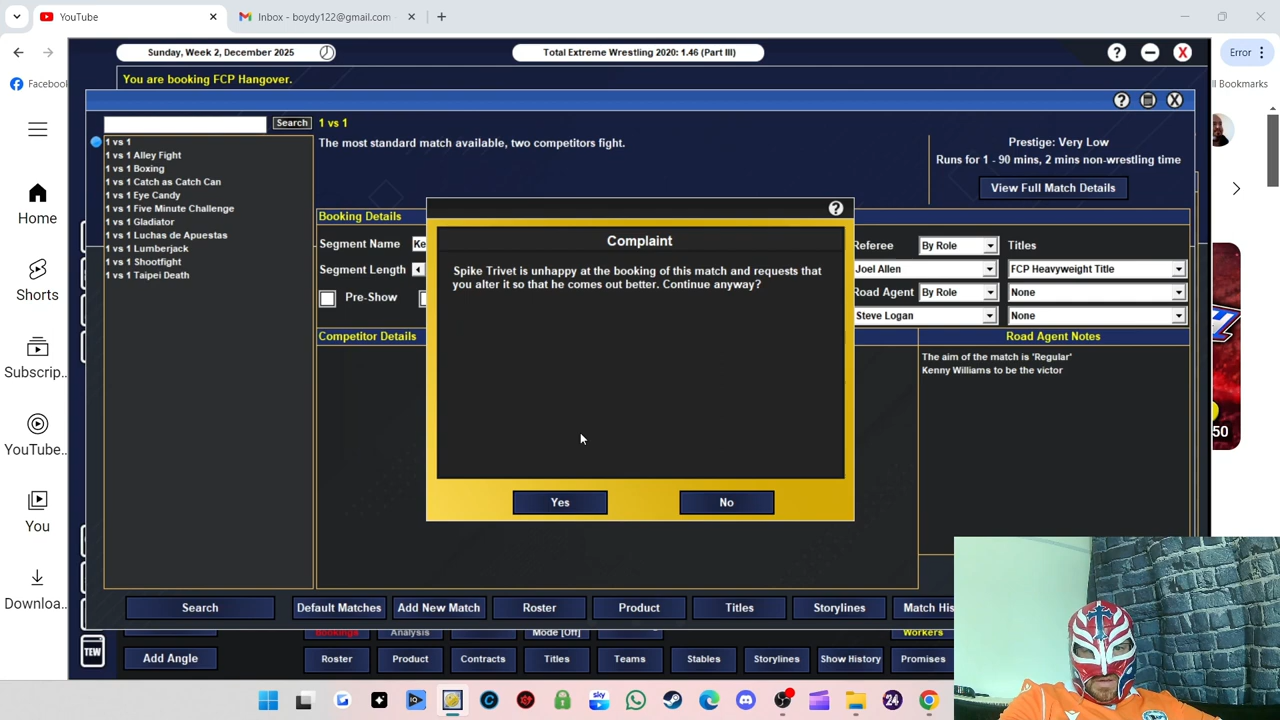 YouTube
Inbox - boydy122@gmail.com
Sunday, Week 2, December 2025
Total Extreme Wrestling 2020: 1.46 (Part III)
Error
Facebook
You are booking FCP Hangover.
All Bookmarks
Search
1 vs 1
1 vs 1
1 vs 1 Alley Fight
1 vs 1 Boxing
1 vs 1 Catch as Catch Can
1 vs 1 Eye Candy
1 vs 1 Five Minute Challenge
1 vs 1 Gladiator
1 vs 1 Luchas de Apuestas
1 vs 1 Lumberjack
1 vs 1 Shootfight
1 vs 1 Taipei Death
The most standard match available, two competitors fight.
Prestige: Very Low
Runs for 1 - 90 mins, 2 mins non-wrestling time
View Full Match Details
Booking Details
Segment Name
Ke
Segment Length
Pre-Show
Referee
By Role
Titles
Joel Allen
FCP Heavyweight Title
Road Agent
By Role
None
Steve Logan
None
Competitor Details
Road Agent Notes
The aim of the match is 'Regular'
Kenny Williams to be the victor
Complaint
Spike Trivet is unhappy at the booking of this match and requests that
you alter it so that he comes out better. Continue anyway?
Yes
No
Home
Shorts
Subscrip...
YouTube...
You
Downloa...
50
Search
Default Matches
Add New Match
Roster
Product
Titles
Storylines
Match His
Bookings
Analysis
Mode [Off]
Workers
TEW
Add Angle
Roster
Product
Contracts
Titles
Teams
Stables
Storylines
Show History
Promises
sky
24